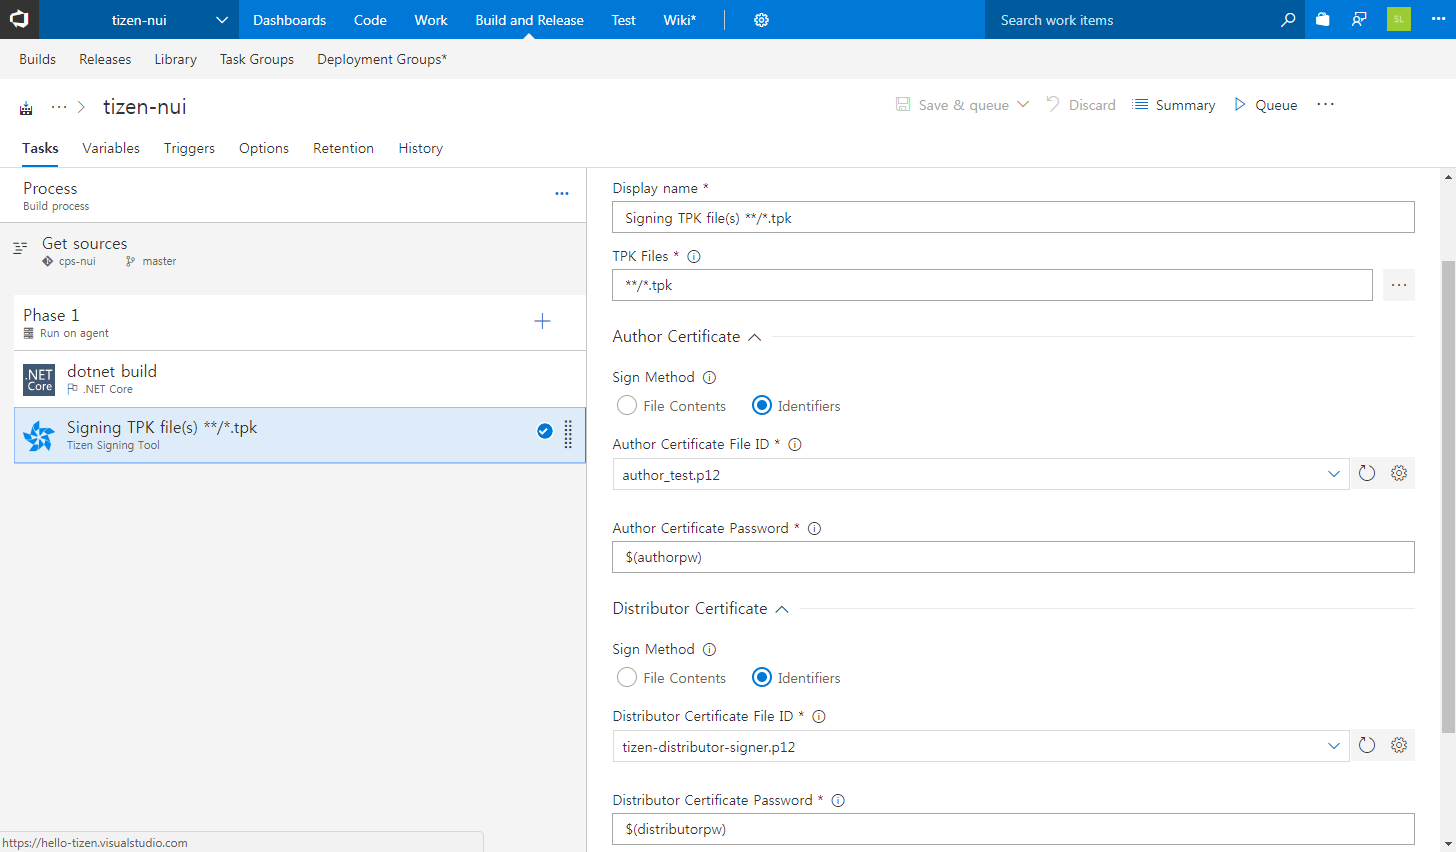 tizen-nui Dashboards Code Work Build and Release Test Wiki* Search work items SL
Builds Releases Library Task Groups Deployment Groups*
··· tizen-nui Save & queue Discard Summary Queue ···
Tasks Variables Triggers Options Retention History
Process
Build process
Get sources
cps-nui master
Phase 1
Run on agent
.NET Core
dotnet build
.NET Core
Signing TPK file(s) **/*.tpk
Tizen Signing Tool
Display name *
Signing TPK file(s) **/*.tpk
TPK Files *
**/*.tpk
Author Certificate
Sign Method
File Contents Identifiers
Author Certificate File ID *
author_test.p12
Author Certificate Password *
$(authorpw)
Distributor Certificate
Sign Method
File Contents Identifiers
Distributor Certificate File ID *
tizen-distributor-signer.p12
Distributor Certificate Password *
$(distributorpw)
https://hello-tizen.visualstudio.com